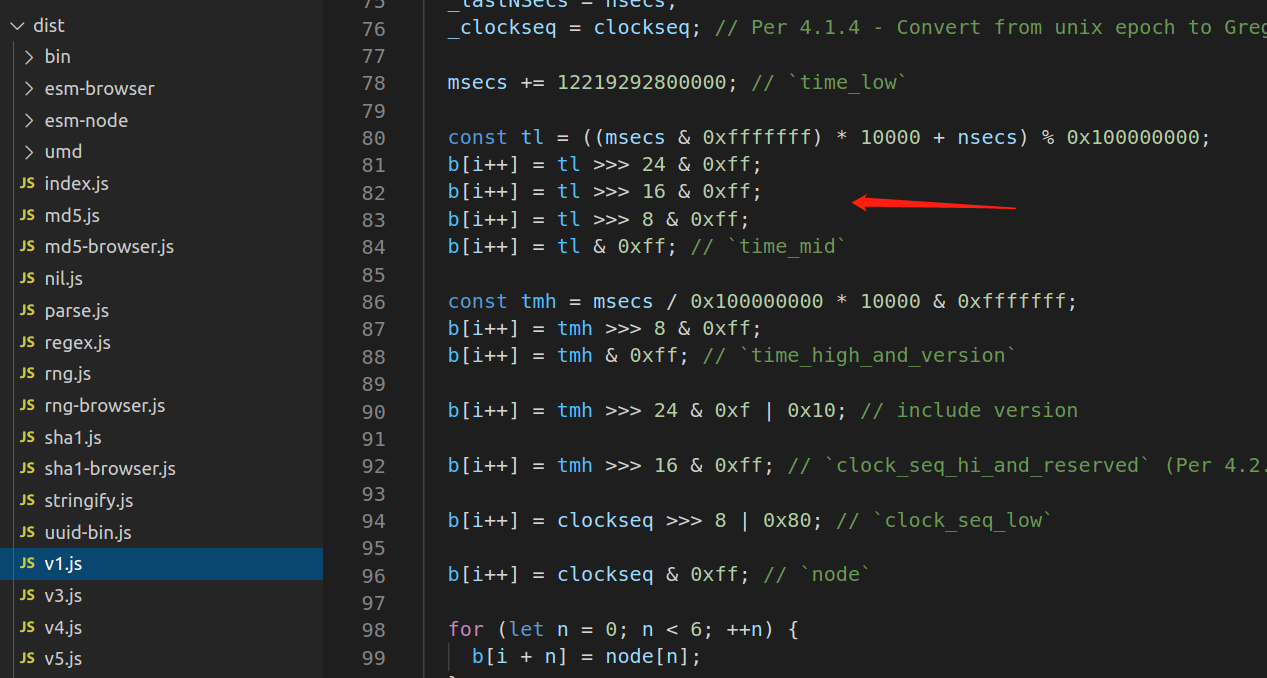 dist
bin
esm-browser
esm-node
umd
JS index.js
JS md5.js
JS md5-browser.js
JS nil.js
JS parse.js
JS regex.js
JS rng.js
JS rng-browser.js
JS sha1.js
JS sha1-browser.js
JS stringify.js
JS uuid-bin.js
JS v1.js
JS v3.js
JS v4.js
JS v5.js
75 _lastNSecs = nsecs;
76 _clockseq = clockseq; // Per 4.1.4 - Convert from unix epoch to Greg
77
78 msecs += 12219292800000; // `time_low`
79
80 const tl = ((msecs & 0xfffffff) * 10000 + nsecs) % 0x100000000;
81 b[i++] = tl >>> 24 & 0xff;
82 b[i++] = tl >>> 16 & 0xff;
83 b[i++] = tl >>> 8 & 0xff;
84 b[i++] = tl & 0xff; // `time_mid`
85
86 const tmh = msecs / 0x100000000 * 10000 & 0xfffffff;
87 b[i++] = tmh >>> 8 & 0xff;
88 b[i++] = tmh & 0xff; // `time_high_and_version`
89
90 b[i++] = tmh >>> 24 & 0xf | 0x10; // include version
91
92 b[i++] = tmh >>> 16 & 0xff; // `clock_seq_hi_and_reserved` (Per 4.2.
93
94 b[i++] = clockseq >>> 8 | 0x80; // `clock_seq_low`
95
96 b[i++] = clockseq & 0xff; // `node`
97
98 for (let n = 0; n < 6; ++n) {
99 b[i + n] = node[n];